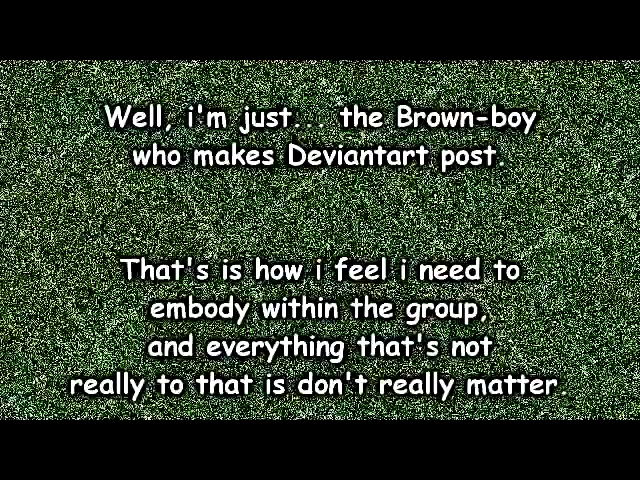 Well, i'm just... the Brown-boy
who makes Deviantart post.
That's is how i feel i need to
embody within the group,
and everything that's not
really to that is don't really matter.